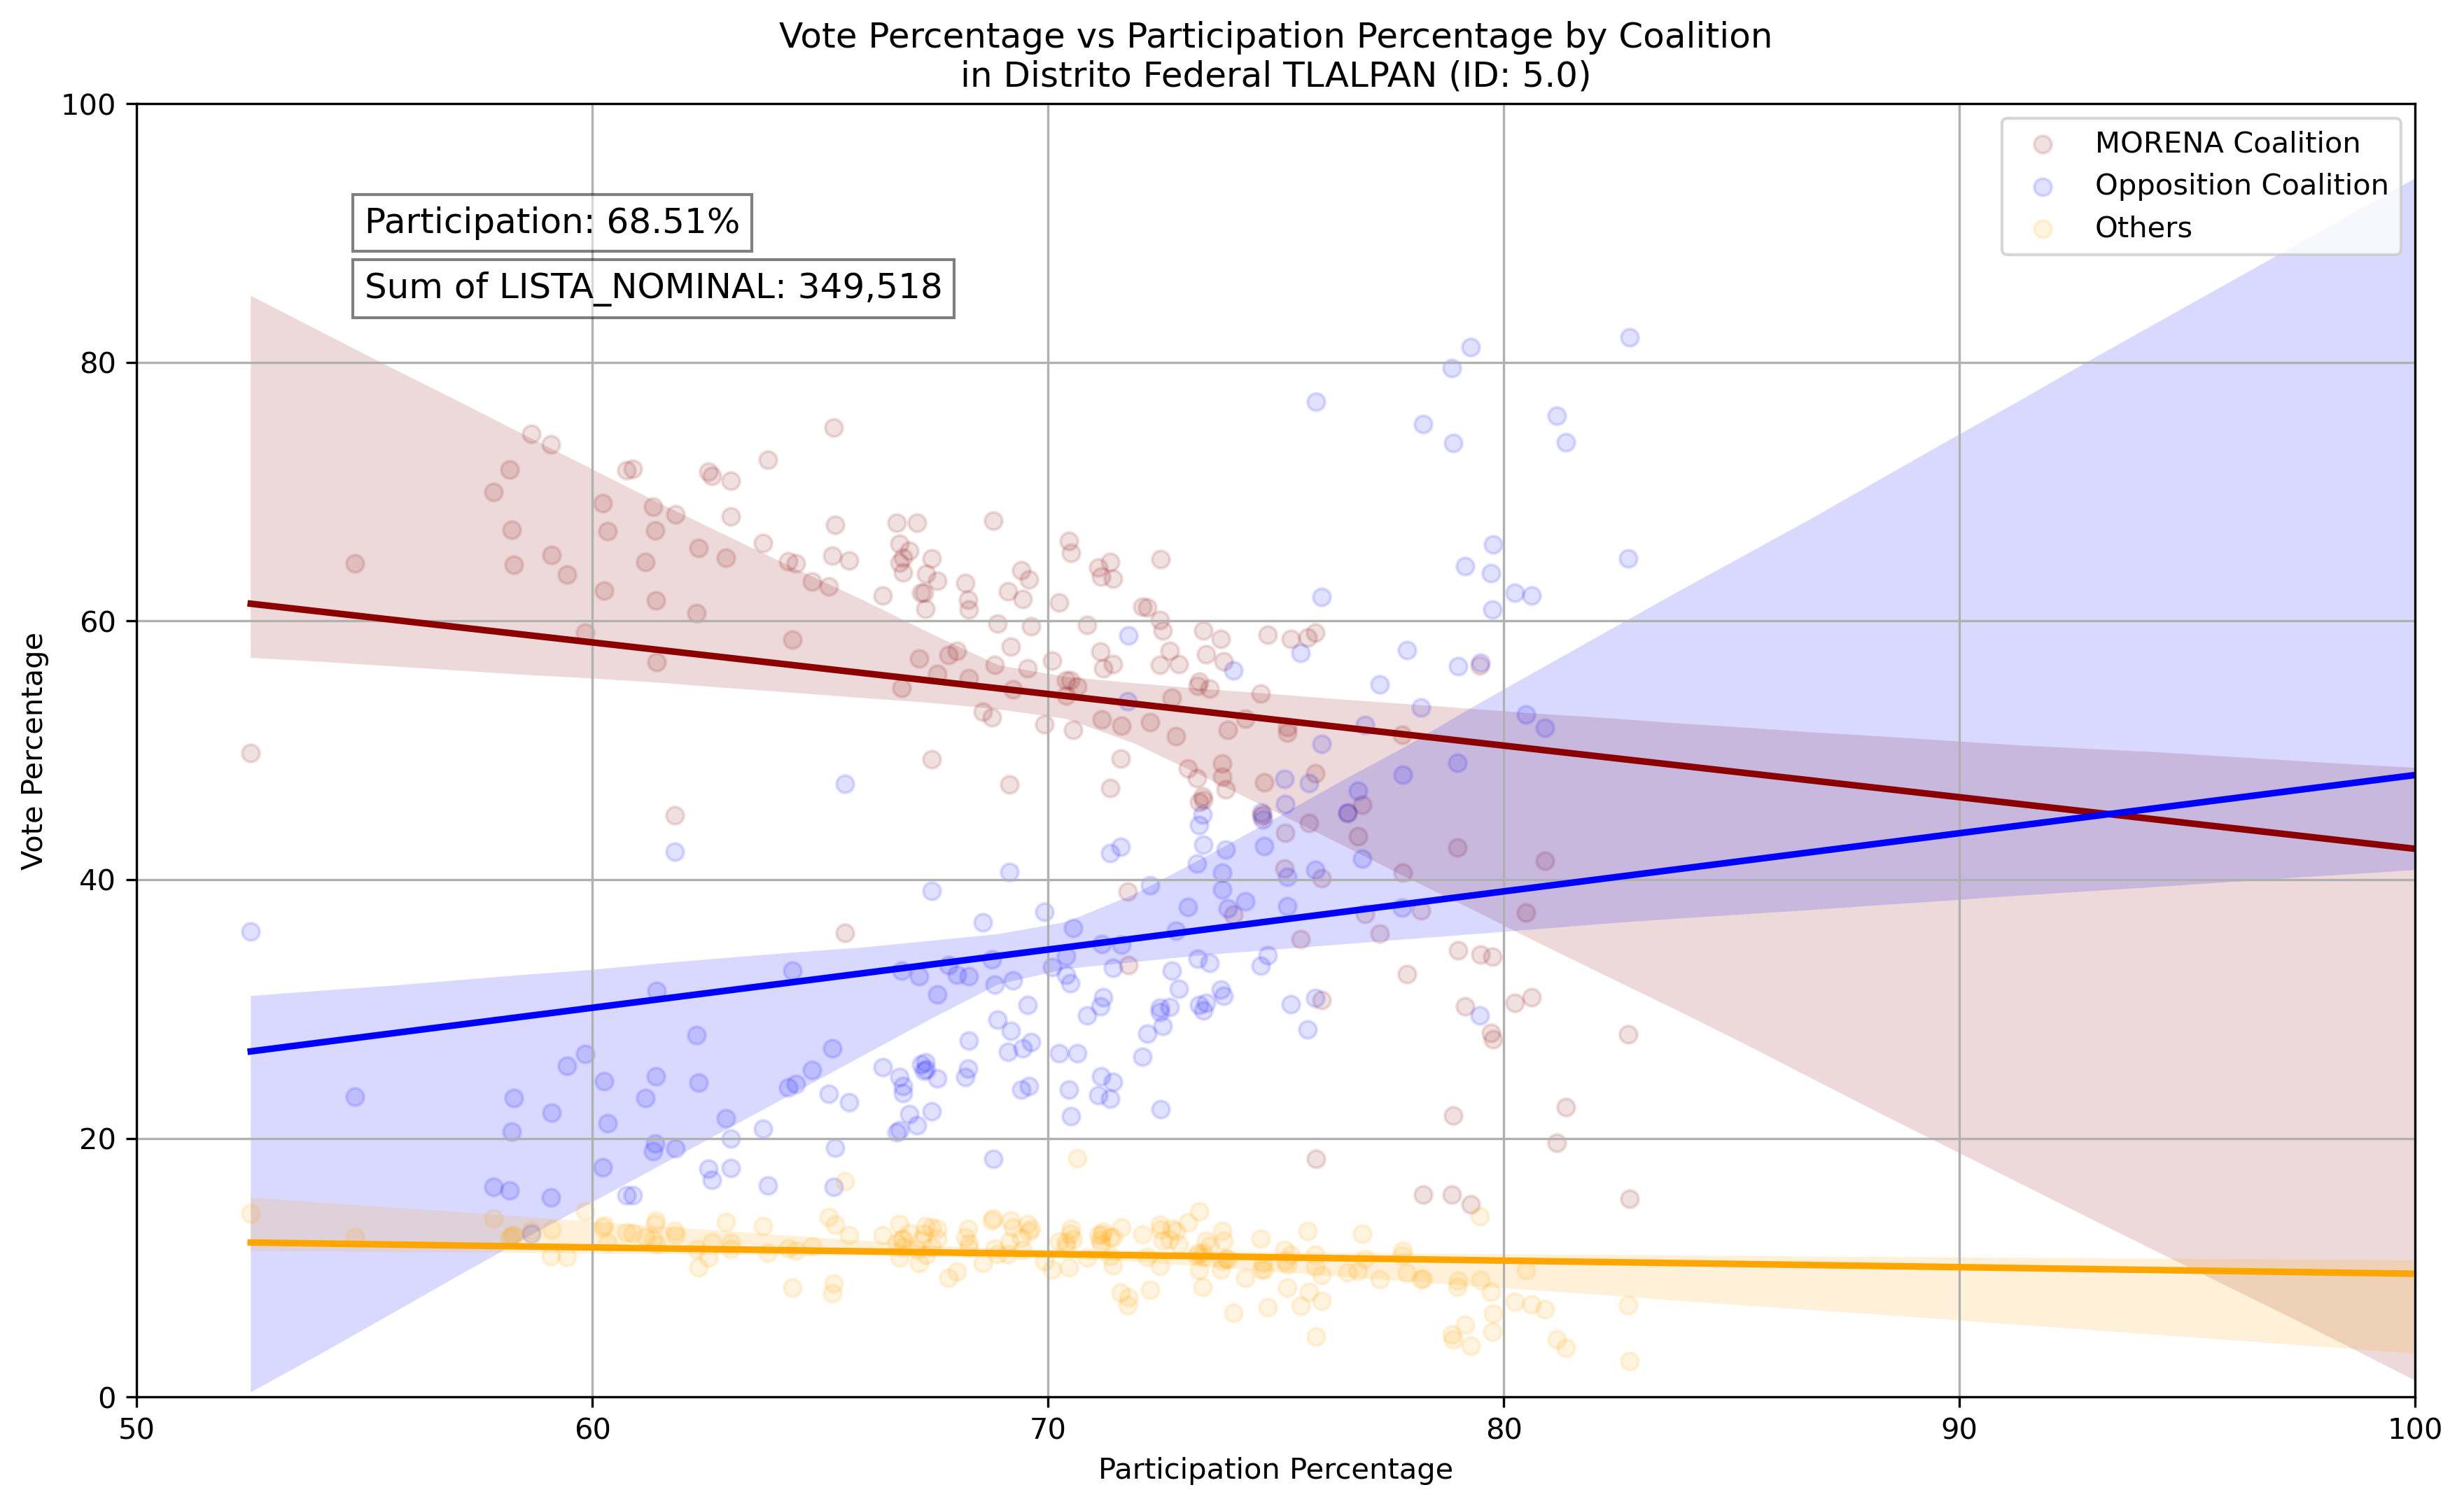 Vote Percentage vs Participation Percentage by Coalition
in Distrito Federal TLALPAN (ID: 5.0)
100
80
60
40
20
0
Vote Percentage
Participation: 68.51%
Sum of LISTA_NOMINAL: 349,518
MORENA Coalition
Opposition Coalition
Others
50
60
70
80
90
100
Participation Percentage